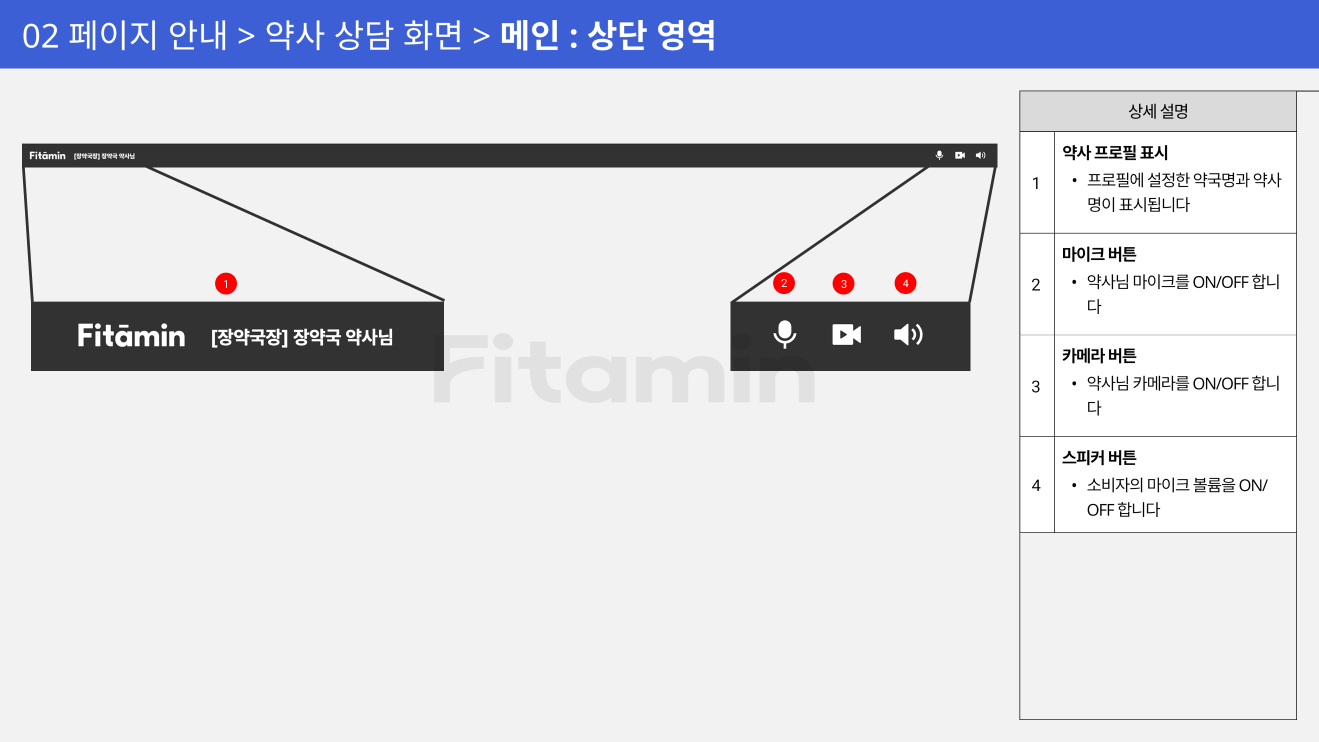 02 페이지 안내 > 약사 상담 화면 > 메인 : 상단 영역
Fitāmin [장약국장] 장약국 약사님
1
2
3
4
Fitāmin [장약국장] 장약국 약사님
Fitamin
상세 설명
1
약사 프로필 표시
• 프로필에 설정한 약국명과 약사
명이 표시됩니다
2
마이크 버튼
• 약사님 마이크를 ON/OFF 합니
다
3
카메라 버튼
• 약사님 카메라를 ON/OFF 합니
다
4
스피커 버튼
• 소비자의 마이크 볼륨을 ON/
OFF 합니다